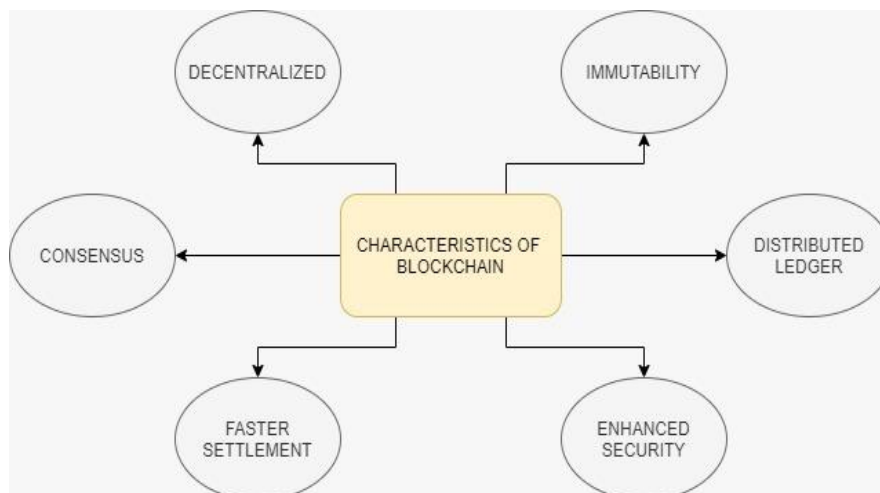 DECENTRALIZED
IMMUTABILITY
CONSENSUS
CHARACTERISTICS OF
BLOCKCHAIN
DISTRIBUTED
LEDGER
FASTER
SETTLEMENT
ENHANCED
SECURITY